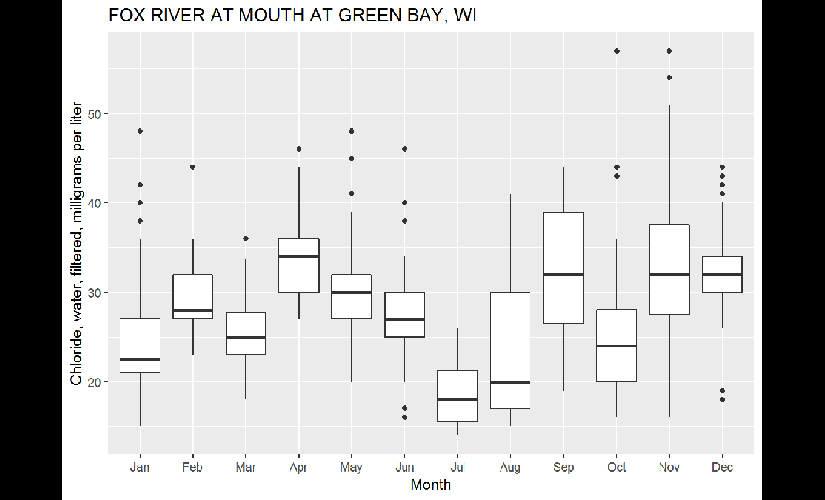 FOX RIVER AT MOUTH AT GREEN BAY, WI
Chloride, water, filtered, milligrams per liter
50
40
30
20
Jan Feb Mar Apr May Jun Jul Aug Sep Oct Nov Dec
Month